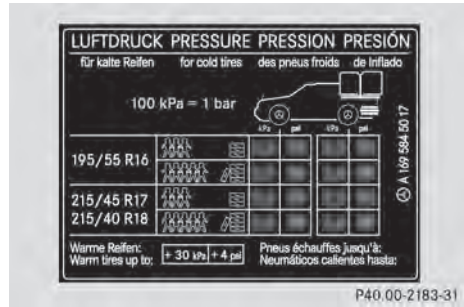 LUFTDRUCK PRESSURE PRESSION PRESIÓN
für kalte Reifen for cold tires des pneus froids de Inflado
100 kPa = 1 bar
kPa psi kPa psi
195/55 R16
215/45 R17
215/40 R18
A 169 584 50 17
Warme Reifen: + 30 kPa + 4 psi Pneus échauffes jusqu'à:
Warm tires up to: Neumáticos calientes hasta:
P40.00-2183-31